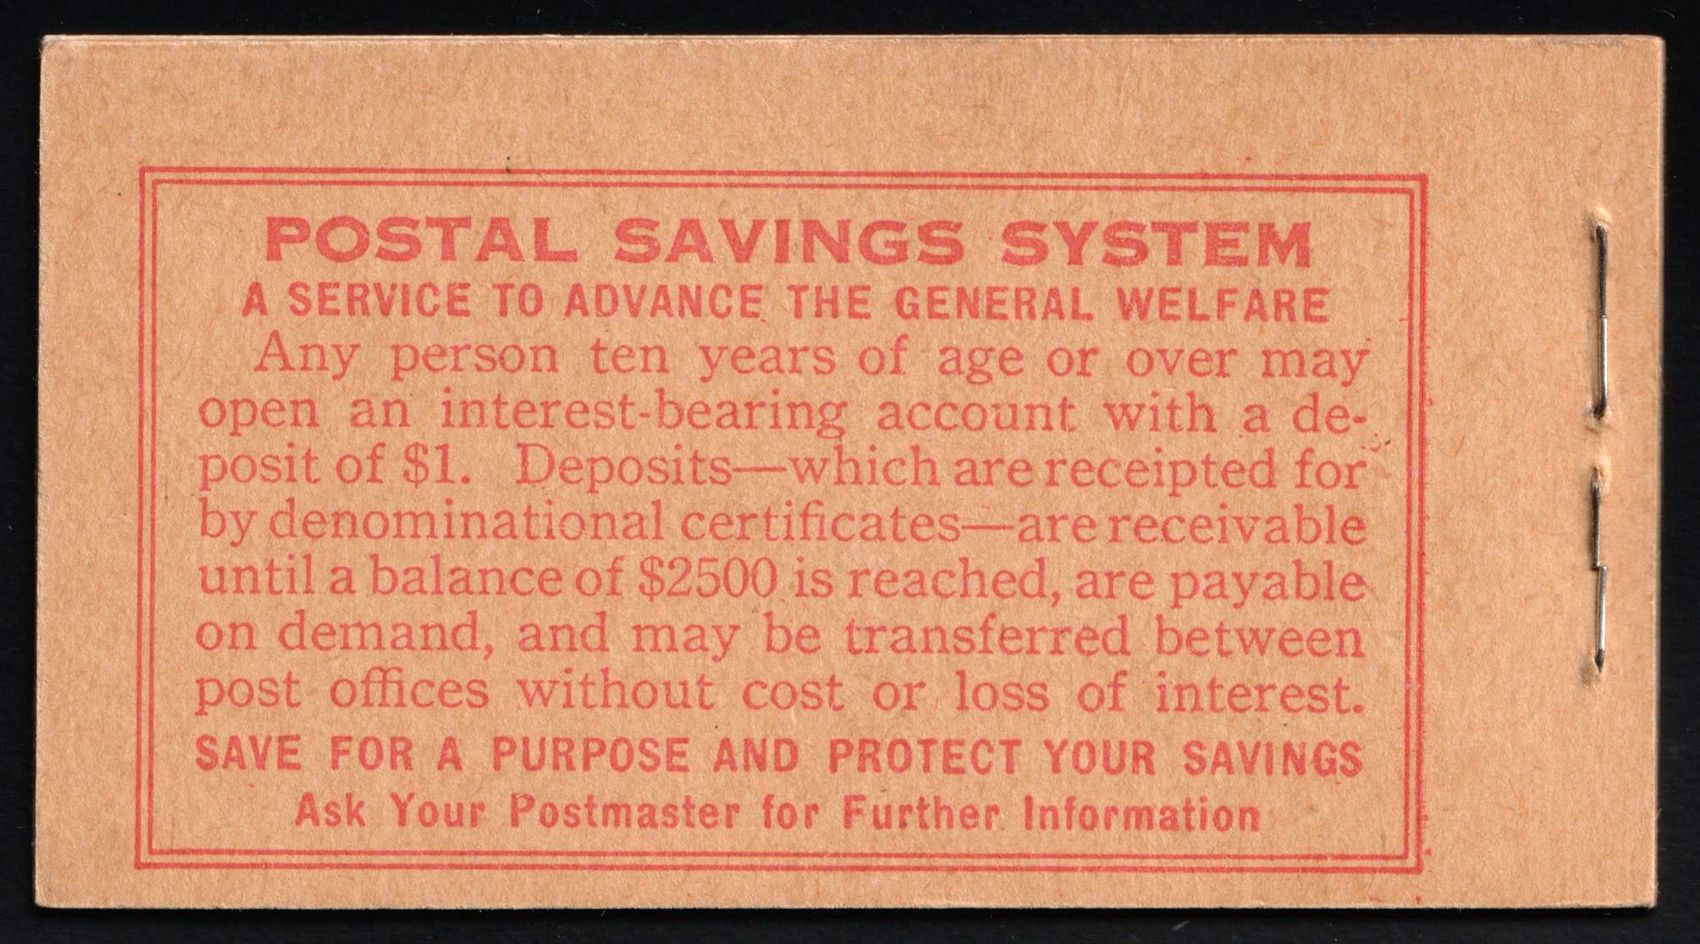 POSTAL SAVINGS SYSTEM
A SERVICE TO ADVANCE THE GENERAL WELFARE
Any person ten years of age or over may
open an interest-bearing account with a de-
posit of $1. Deposits—which are receipted for
by denominational certificates—are receivable
until a balance of $2500 is reached, are payable
on demand, and may be transferred between
post offices without cost or loss of interest.
SAVE FOR A PURPOSE AND PROTECT YOUR SAVINGS
Ask Your Postmaster for Further Information